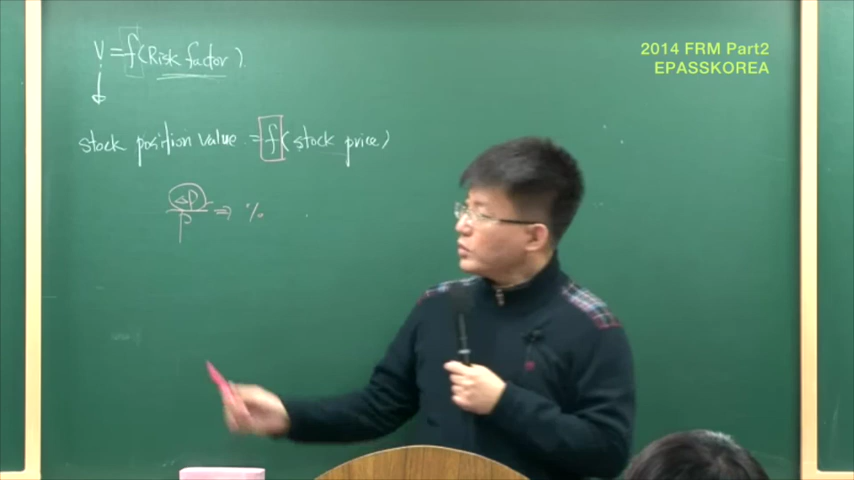 V = f(Risk factor).
stock position value = f(stock price)
ΔP/P ⇒ %
2014 FRM Part2
EPASSKOREA